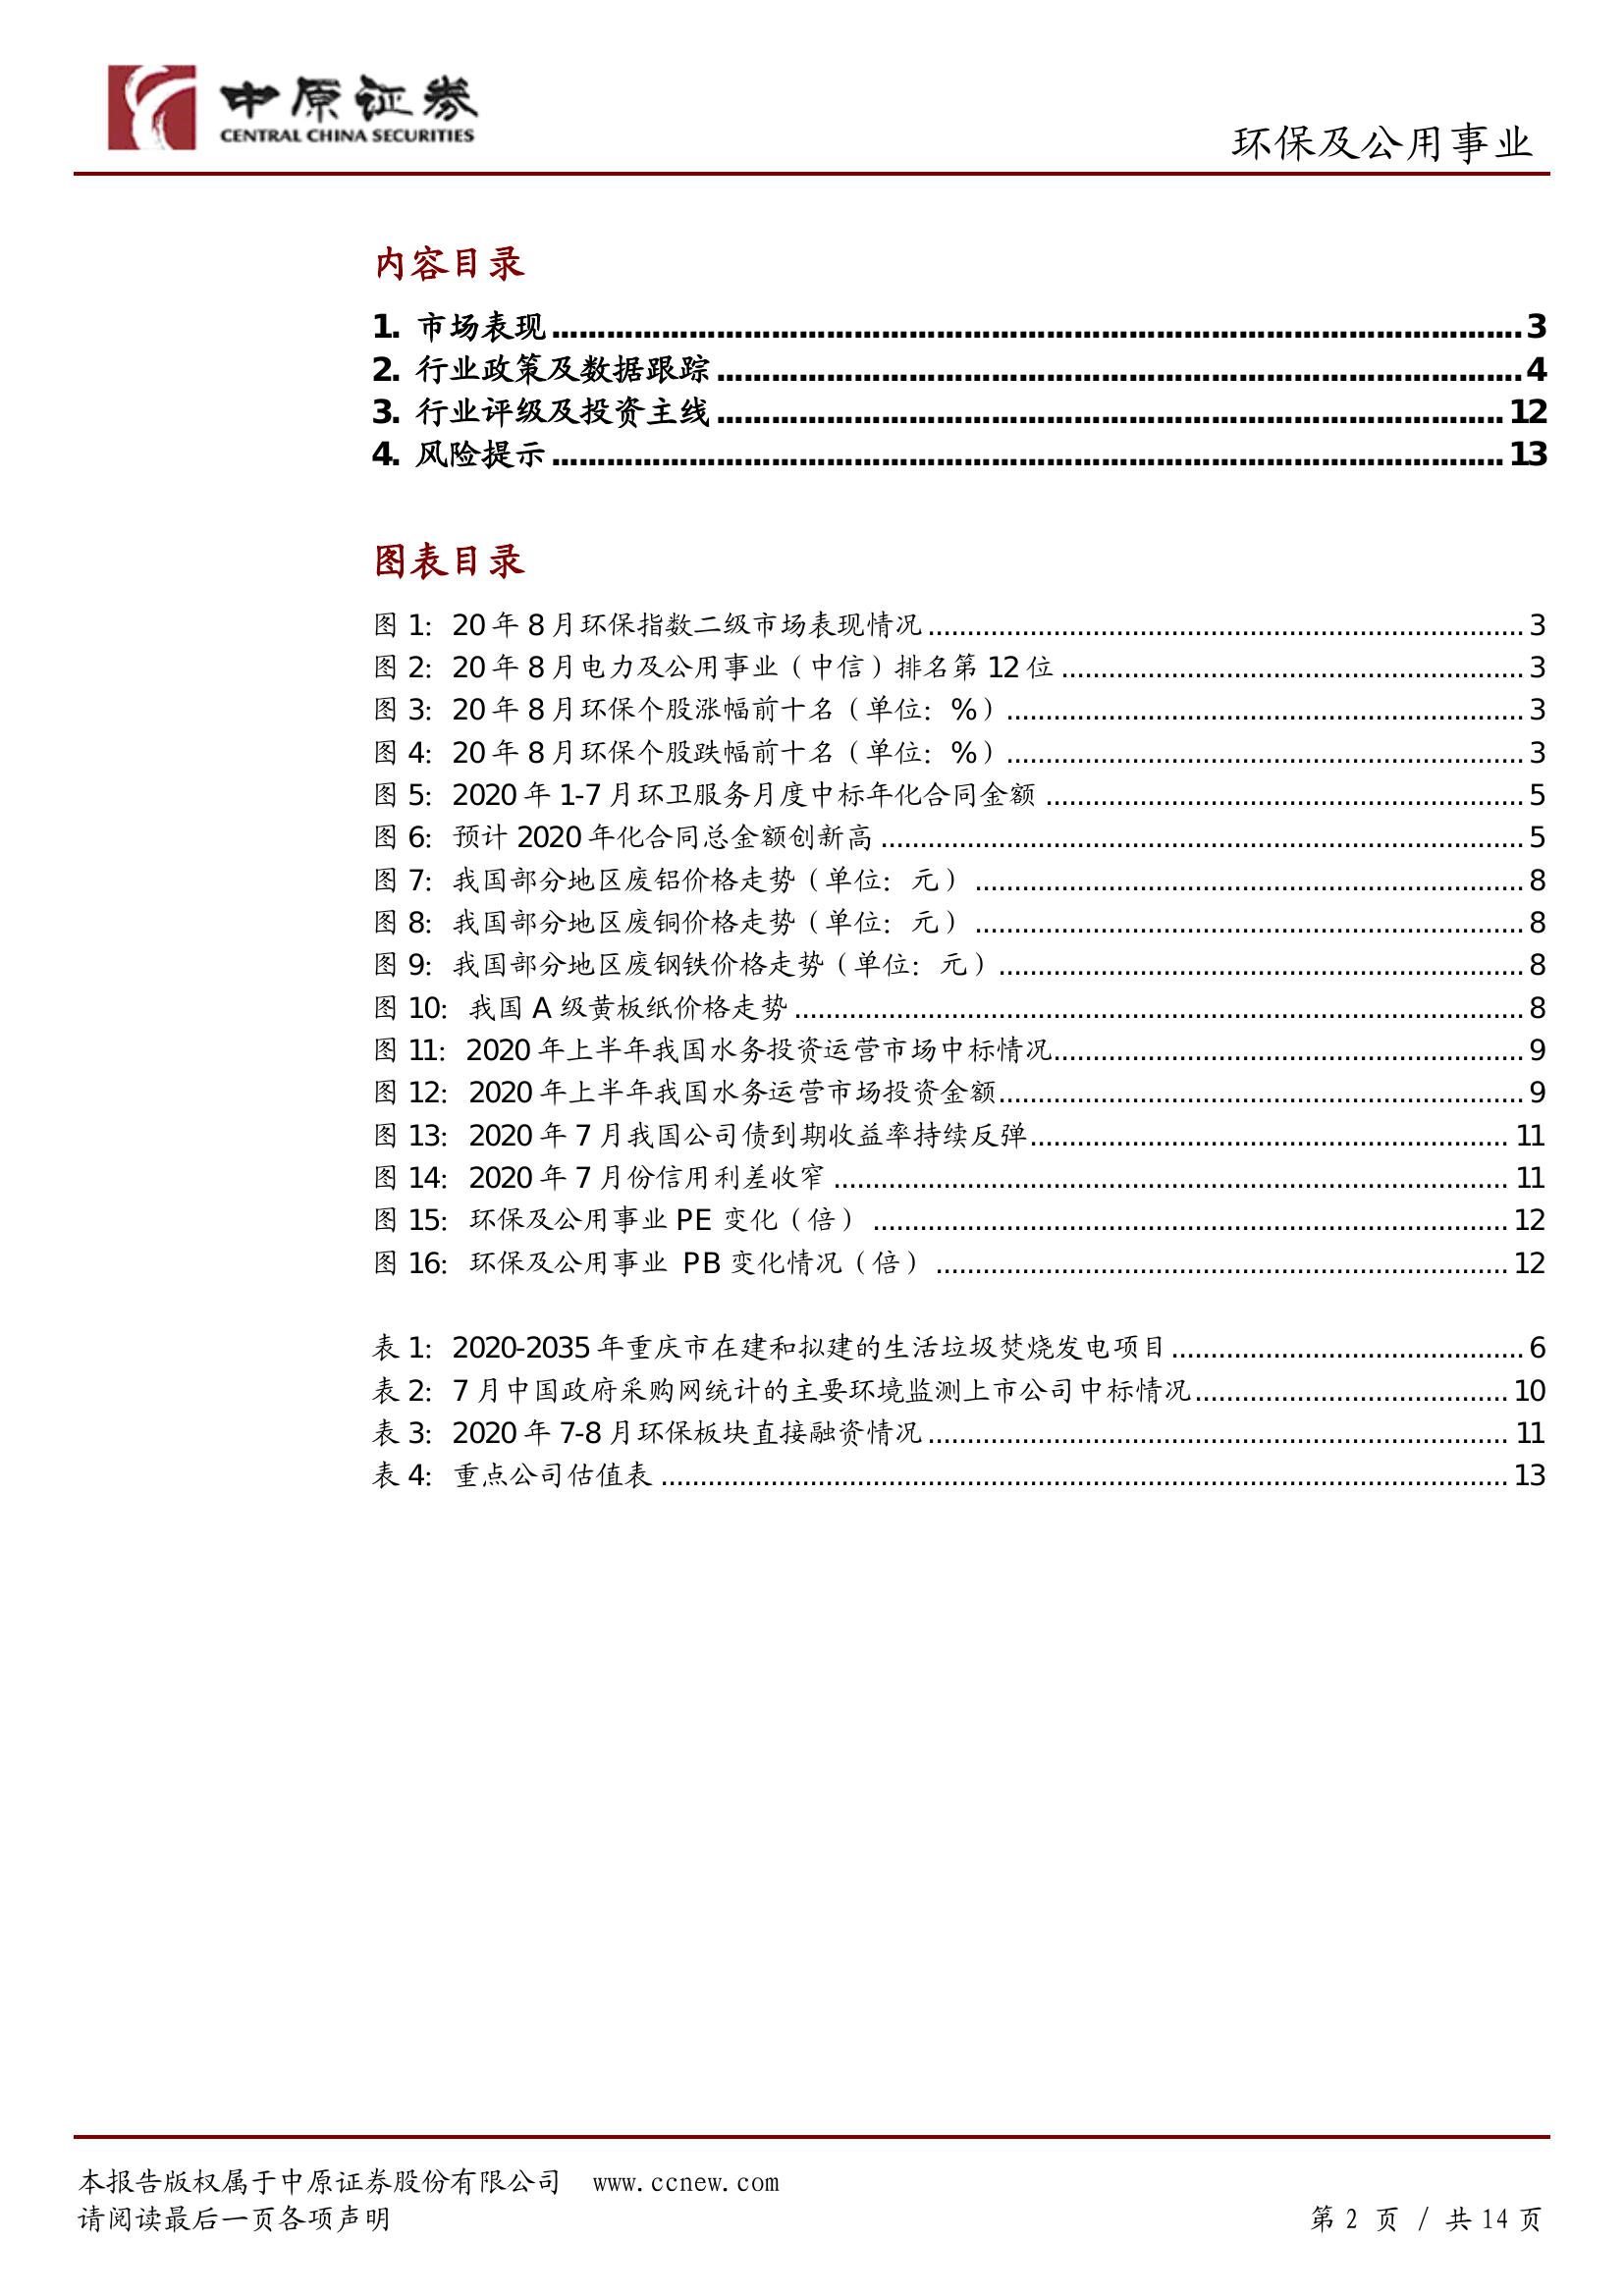 中原证券
CENTRAL CHINA SECURITIES
环保及公用事业
内容目录
1. 市场表现........3
2. 行业政策及数据跟踪........4
3. 行业评级及投资主线........12
4. 风险提示........13
图表目录
图 1: 20 年 8 月环保指数二级市场表现情况........3
图 2: 20 年 8 月电力及公用事业（中信）排名第 12 位........3
图 3: 20 年 8 月环保个股涨幅前十名（单位：%）........3
图 4: 20 年 8 月环保个股跌幅前十名（单位：%）........3
图 5: 2020 年 1-7 月环卫服务月度中标年化合同金额........5
图 6: 预计 2020 年化合同总金额创新高........5
图 7: 我国部分地区废铝价格走势（单位：元）........8
图 8: 我国部分地区废铜价格走势（单位：元）........8
图 9: 我国部分地区废钢铁价格走势（单位：元）........8
图 10: 我国 A 级黄板纸价格走势........8
图 11: 2020 年上半年我国水务投资运营市场中标情况........9
图 12: 2020 年上半年我国水务运营市场投资金额........9
图 13: 2020 年 7 月我国公司债到期收益率持续反弹........11
图 14: 2020 年 7 月份信用利差收窄........11
图 15: 环保及公用事业 PE 变化（倍）........12
图 16: 环保及公用事业 PB 变化情况（倍）........12
表 1: 2020-2035 年重庆市在建和拟建的生活垃圾焚烧发电项目........6
表 2: 7 月中国政府采购网统计的主要环境监测上市公司中标情况........10
表 3: 2020 年 7-8 月环保板块直接融资情况........11
表 4: 重点公司估值表........13
本报告版权属于中原证券股份有限公司 www.ccnew.com
请阅读最后一页各项声明
第 2 页 / 共 14 页